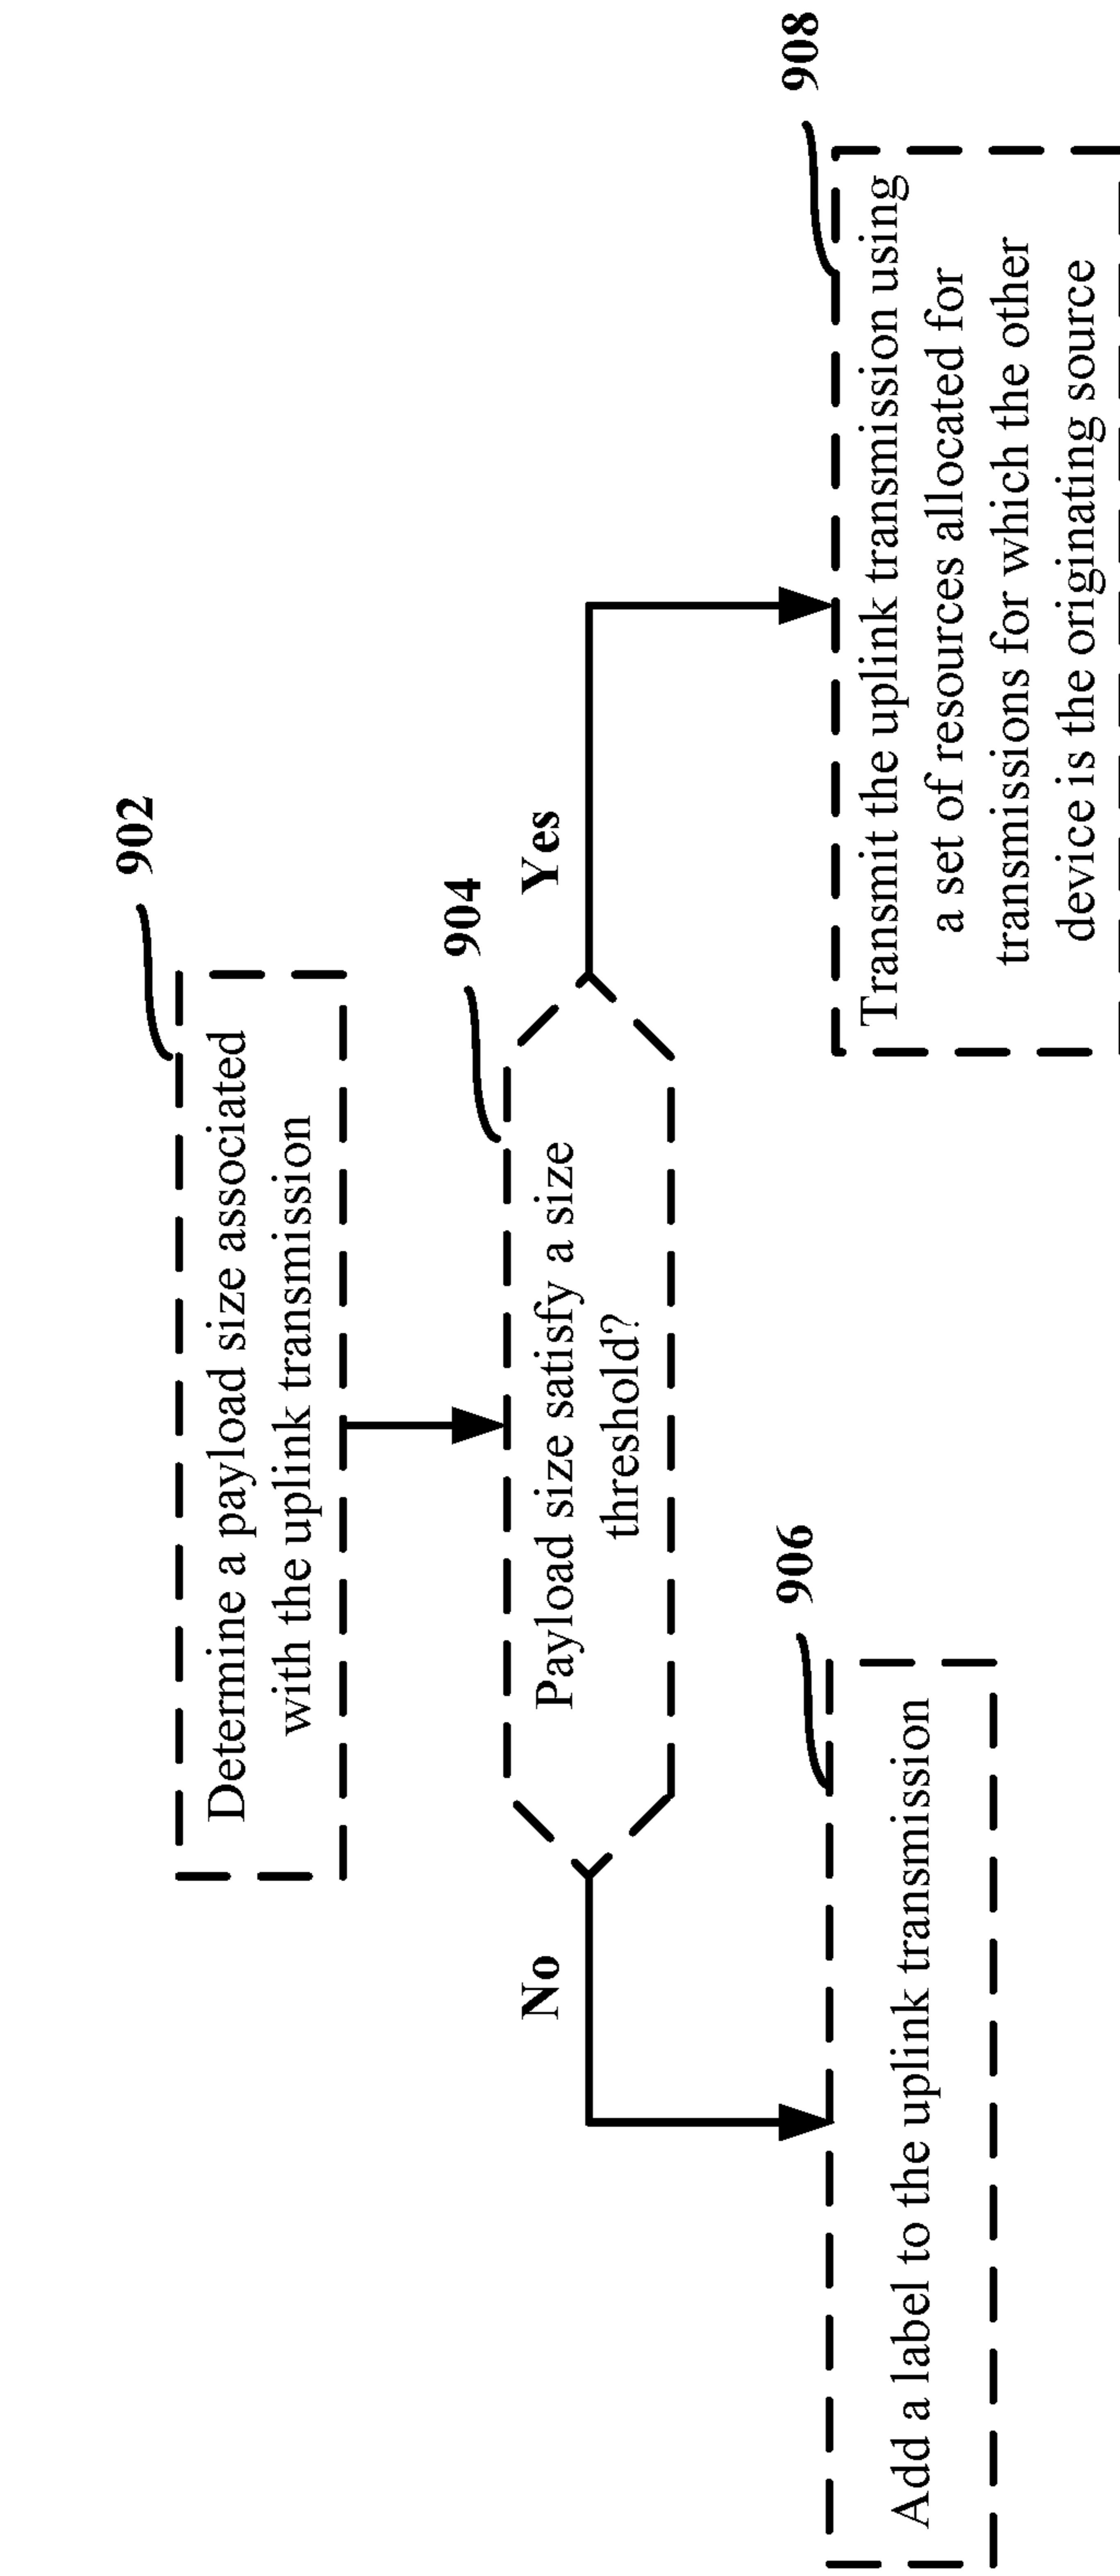 902
Determine a payload size associated
with the uplink transmission
904
Payload size satisfy a size
threshold?
No
Yes
906
Add a label to the uplink transmission
908
Transmit the uplink transmission using
a set of resources allocated for
transmissions for which the other
device is the originating source